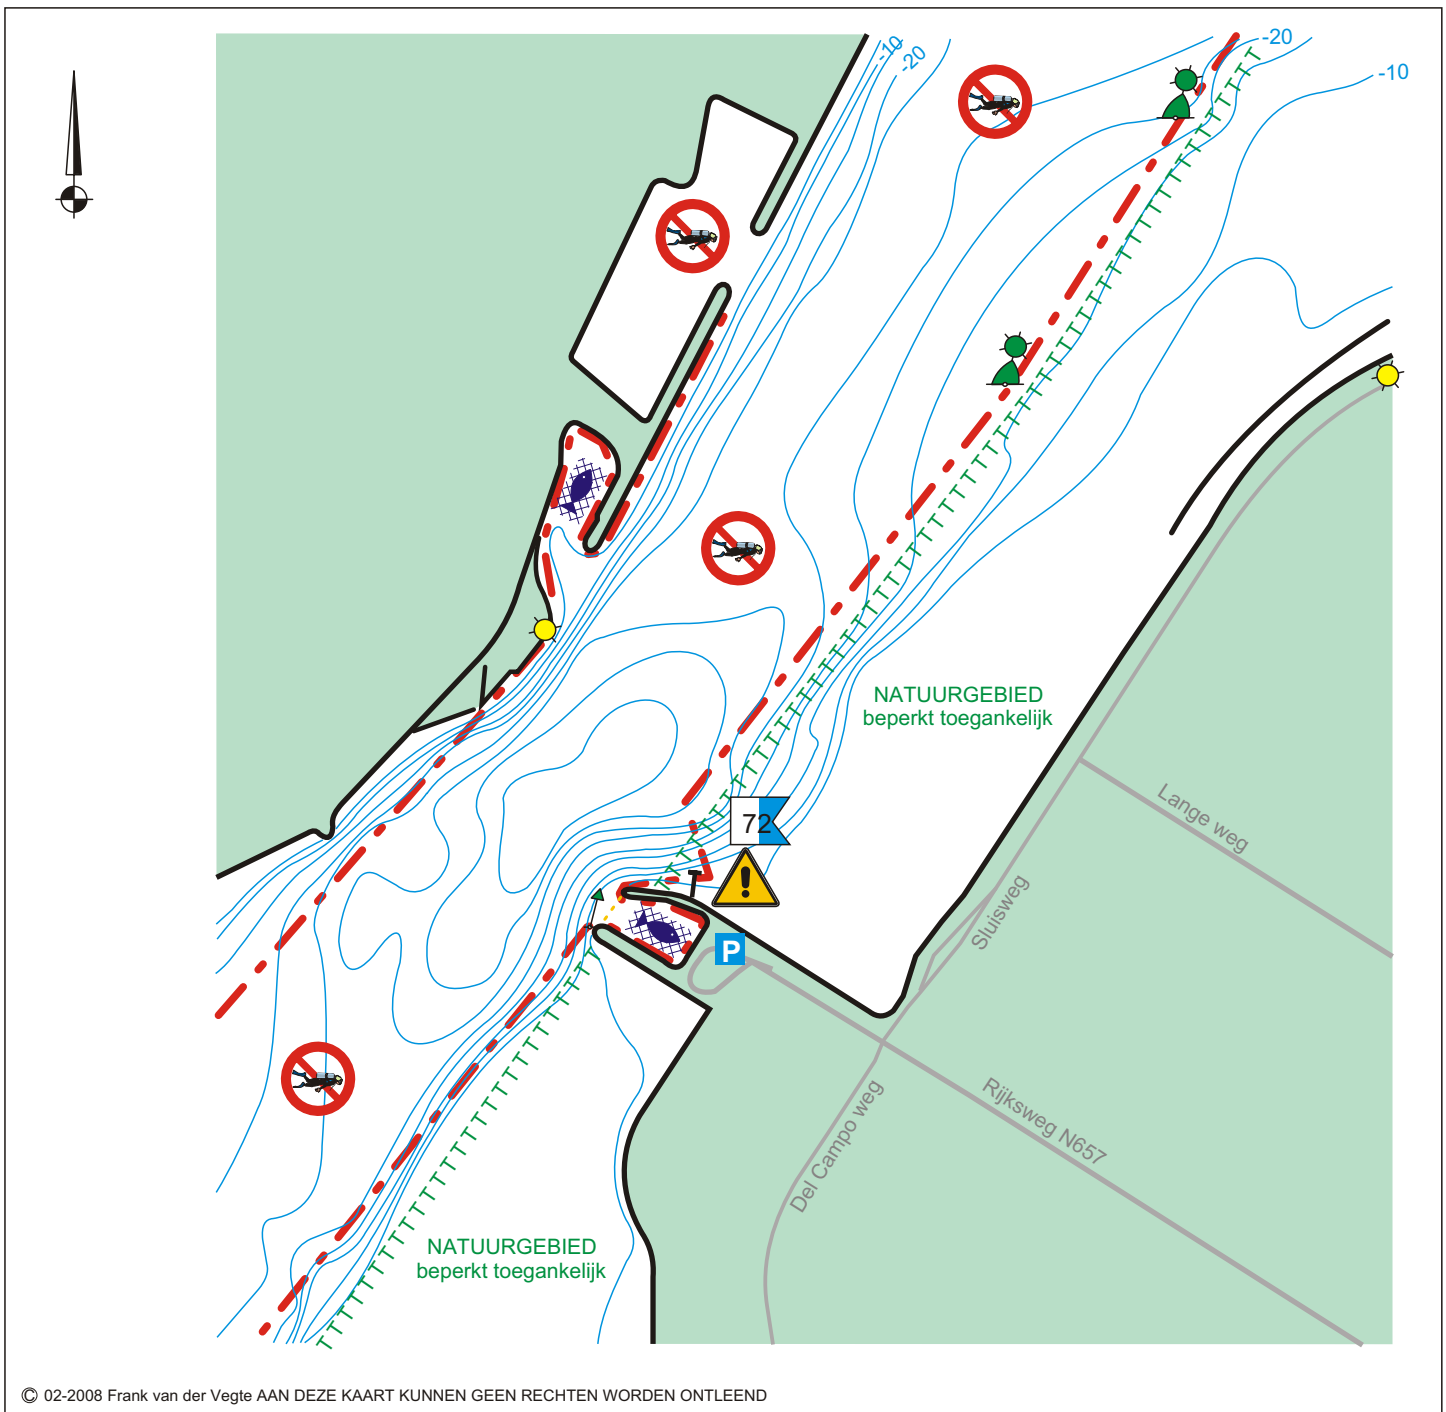 -10
-20
-20
-10
NATUURGEBIED
beperkt toegankelijk
72
Lange weg
Sluisweg
P
Rijksweg N657
Del Campo weg
NATUURGEBIED
beperkt toegankelijk
© 02-2008 Frank van der Vegte AAN DEZE KAART KUNNEN GEEN RECHTEN WORDEN ONTLEEND